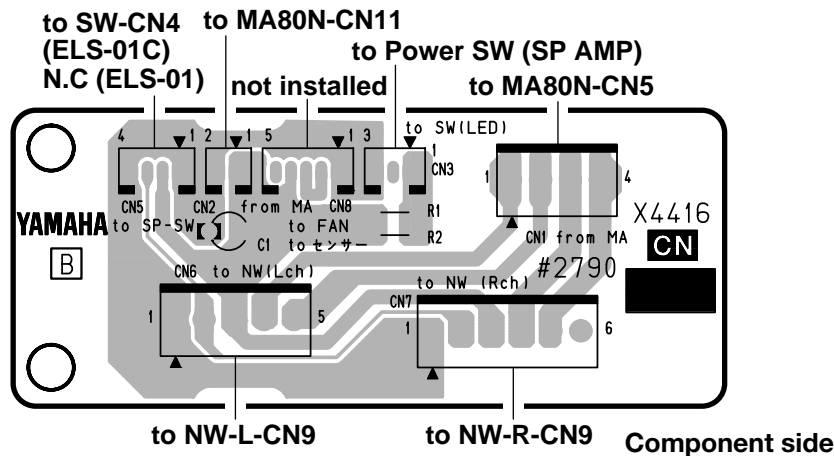 to SW-CN4
(ELS-01C)
N.C (ELS-01)
to MA80N-CN11
not installed
to Power SW (SP AMP)
to MA80N-CN5
4 1 2 1 5 1 3 to SW(LED)
1
CN3
1 4
CN5 CN2 from MA CN8
R1
X4416
YAMAHA
to SP-SW
to FAN
R2
C1 to センサー
CN1 from MA
CN
B
CN6 to NW(Lch)
#2790
to NW (Rch)
CN7
1 5 1 6
to NW-L-CN9
to NW-R-CN9
Component side